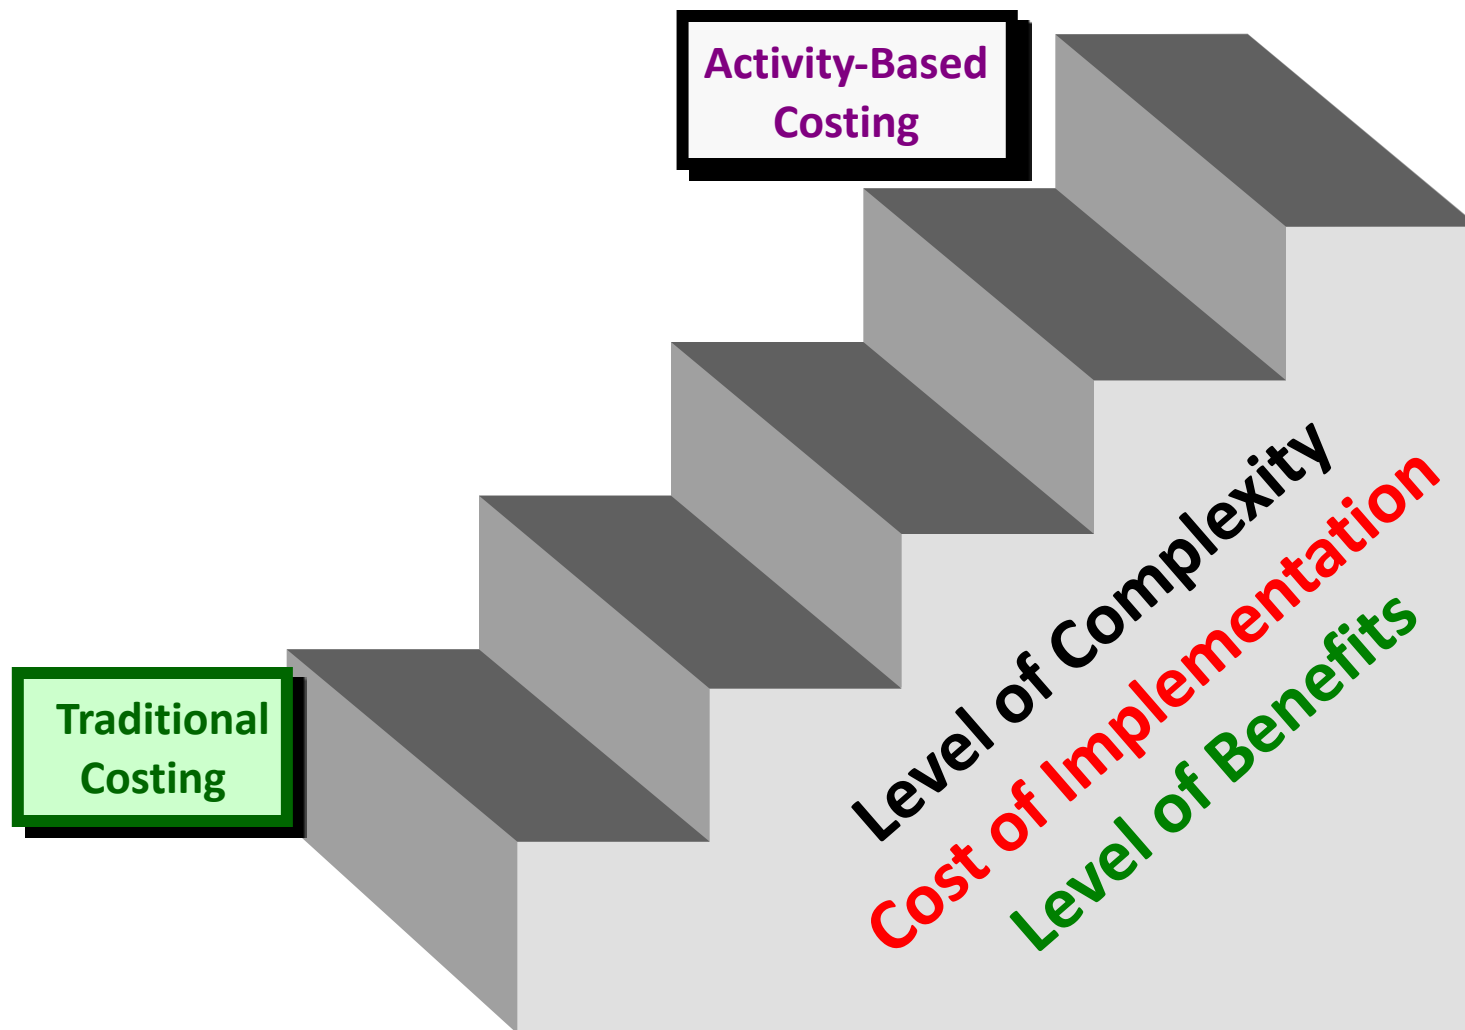 Activity-Based
Costing
Traditional
Costing
Level of Complexity
Cost of Implementation
Level of Benefits